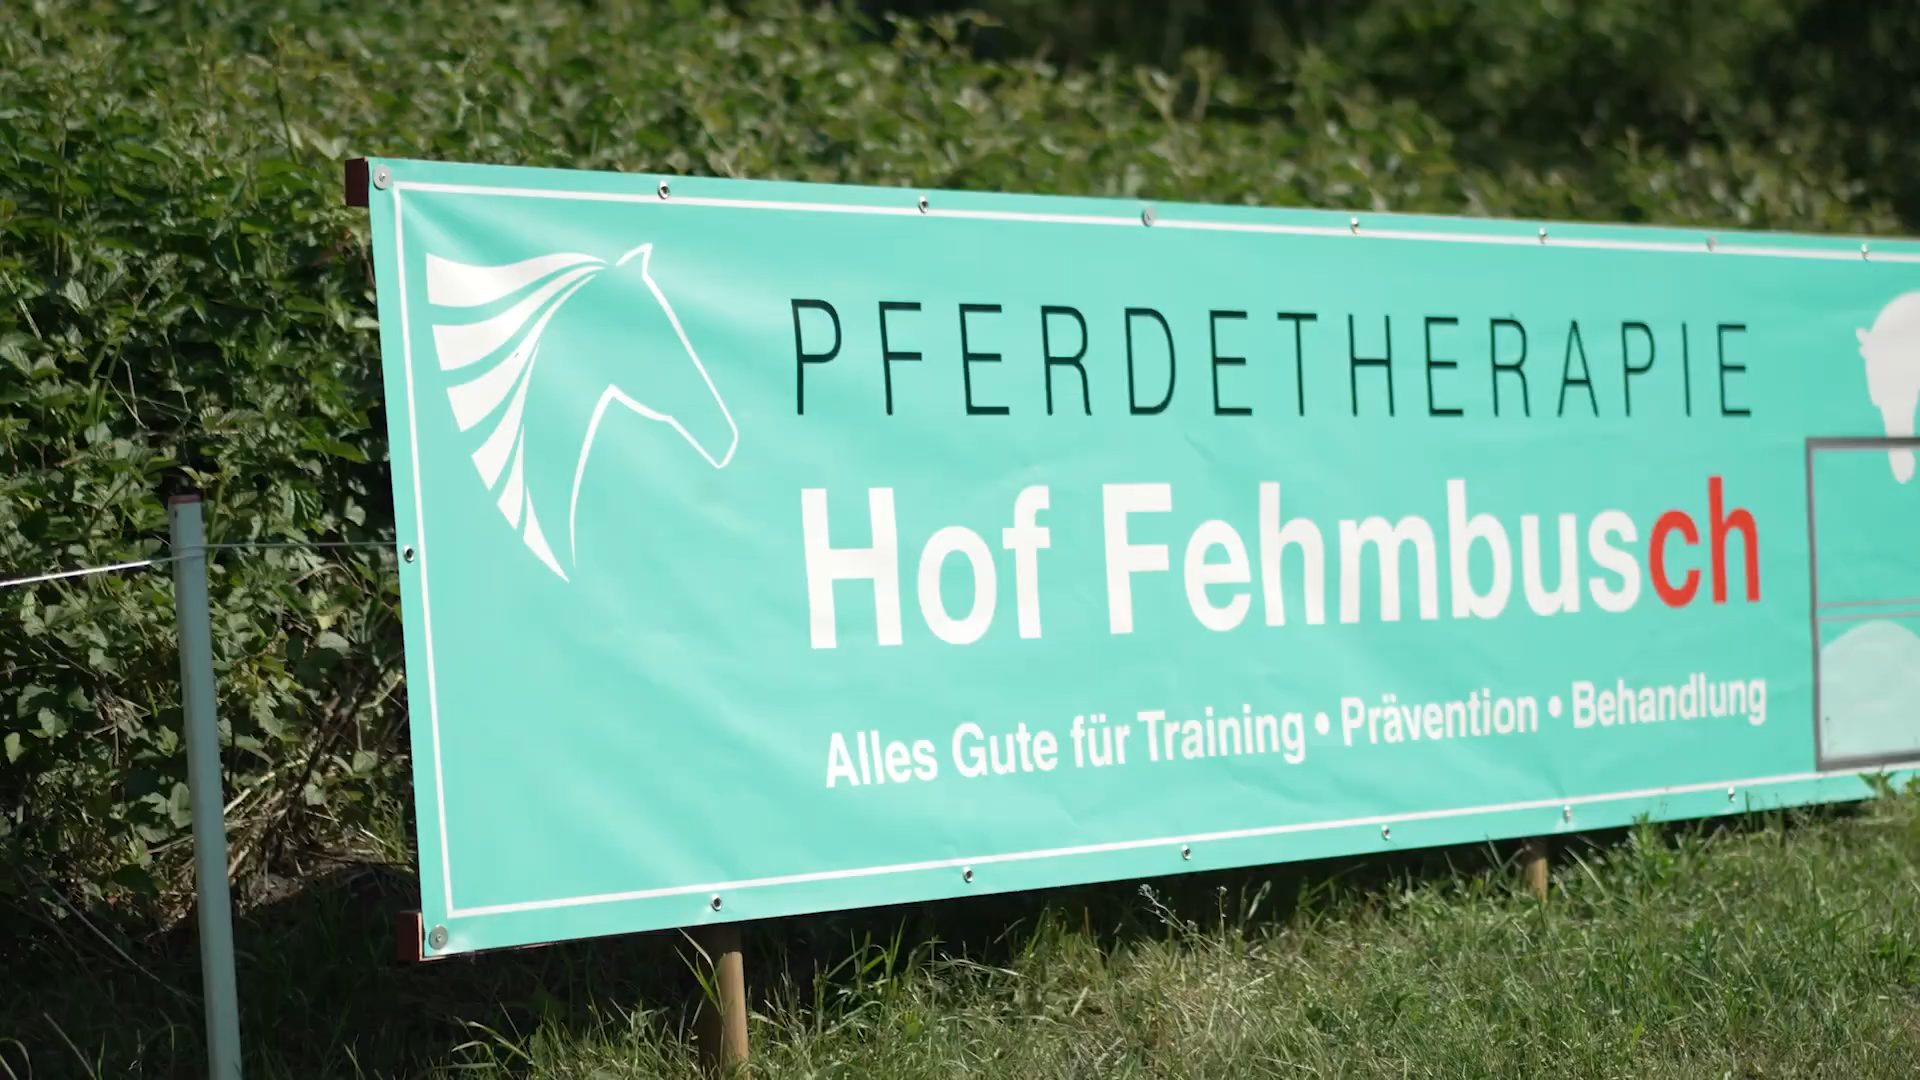 PFERDETHERAPIE
Hof Fehmbusch
Alles Gute für Training • Prävention • Behandlung